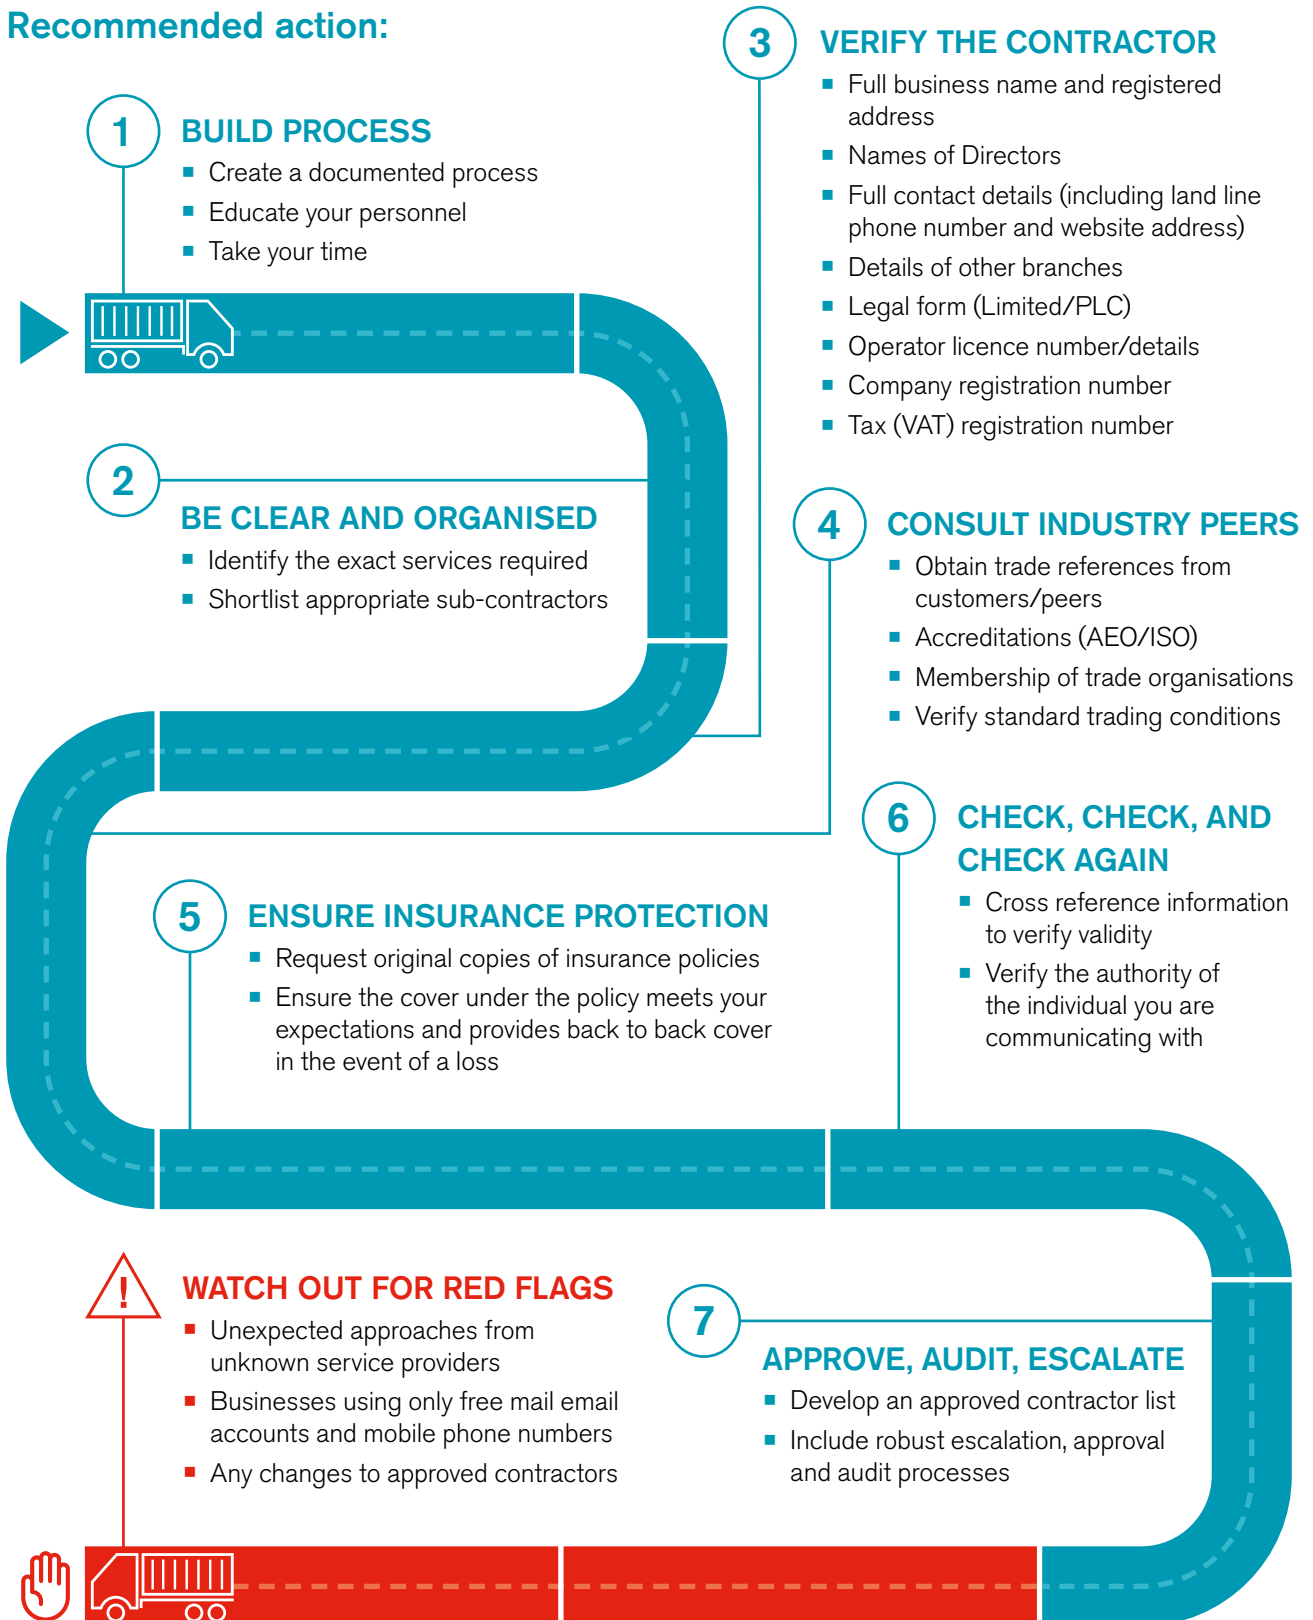 Recommended action:
1
BUILD PROCESS
Create a documented process
Educate your personnel
Take your time
2
BE CLEAR AND ORGANISED
Identify the exact services required
Shortlist appropriate sub-contractors
3
VERIFY THE CONTRACTOR
Full business name and registered
address
Names of Directors
Full contact details (including land line
phone number and website address)
Details of other branches
Legal form (Limited/PLC)
Operator licence number/details
Company registration number
Tax (VAT) registration number
4
CONSULT INDUSTRY PEERS
Obtain trade references from
customers/peers
Accreditations (AEO/ISO)
Membership of trade organisations
Verify standard trading conditions
5
ENSURE INSURANCE PROTECTION
Request original copies of insurance policies
Ensure the cover under the policy meets your
expectations and provides back to back cover
in the event of a loss
6
CHECK, CHECK, AND
CHECK AGAIN
Cross reference information
to verify validity
Verify the authority of
the individual you are
communicating with
7
APPROVE, AUDIT, ESCALATE
Develop an approved contractor list
Include robust escalation, approval
and audit processes
!
WATCH OUT FOR RED FLAGS
Unexpected approaches from
unknown service providers
Businesses using only free mail email
accounts and mobile phone numbers
Any changes to approved contractors